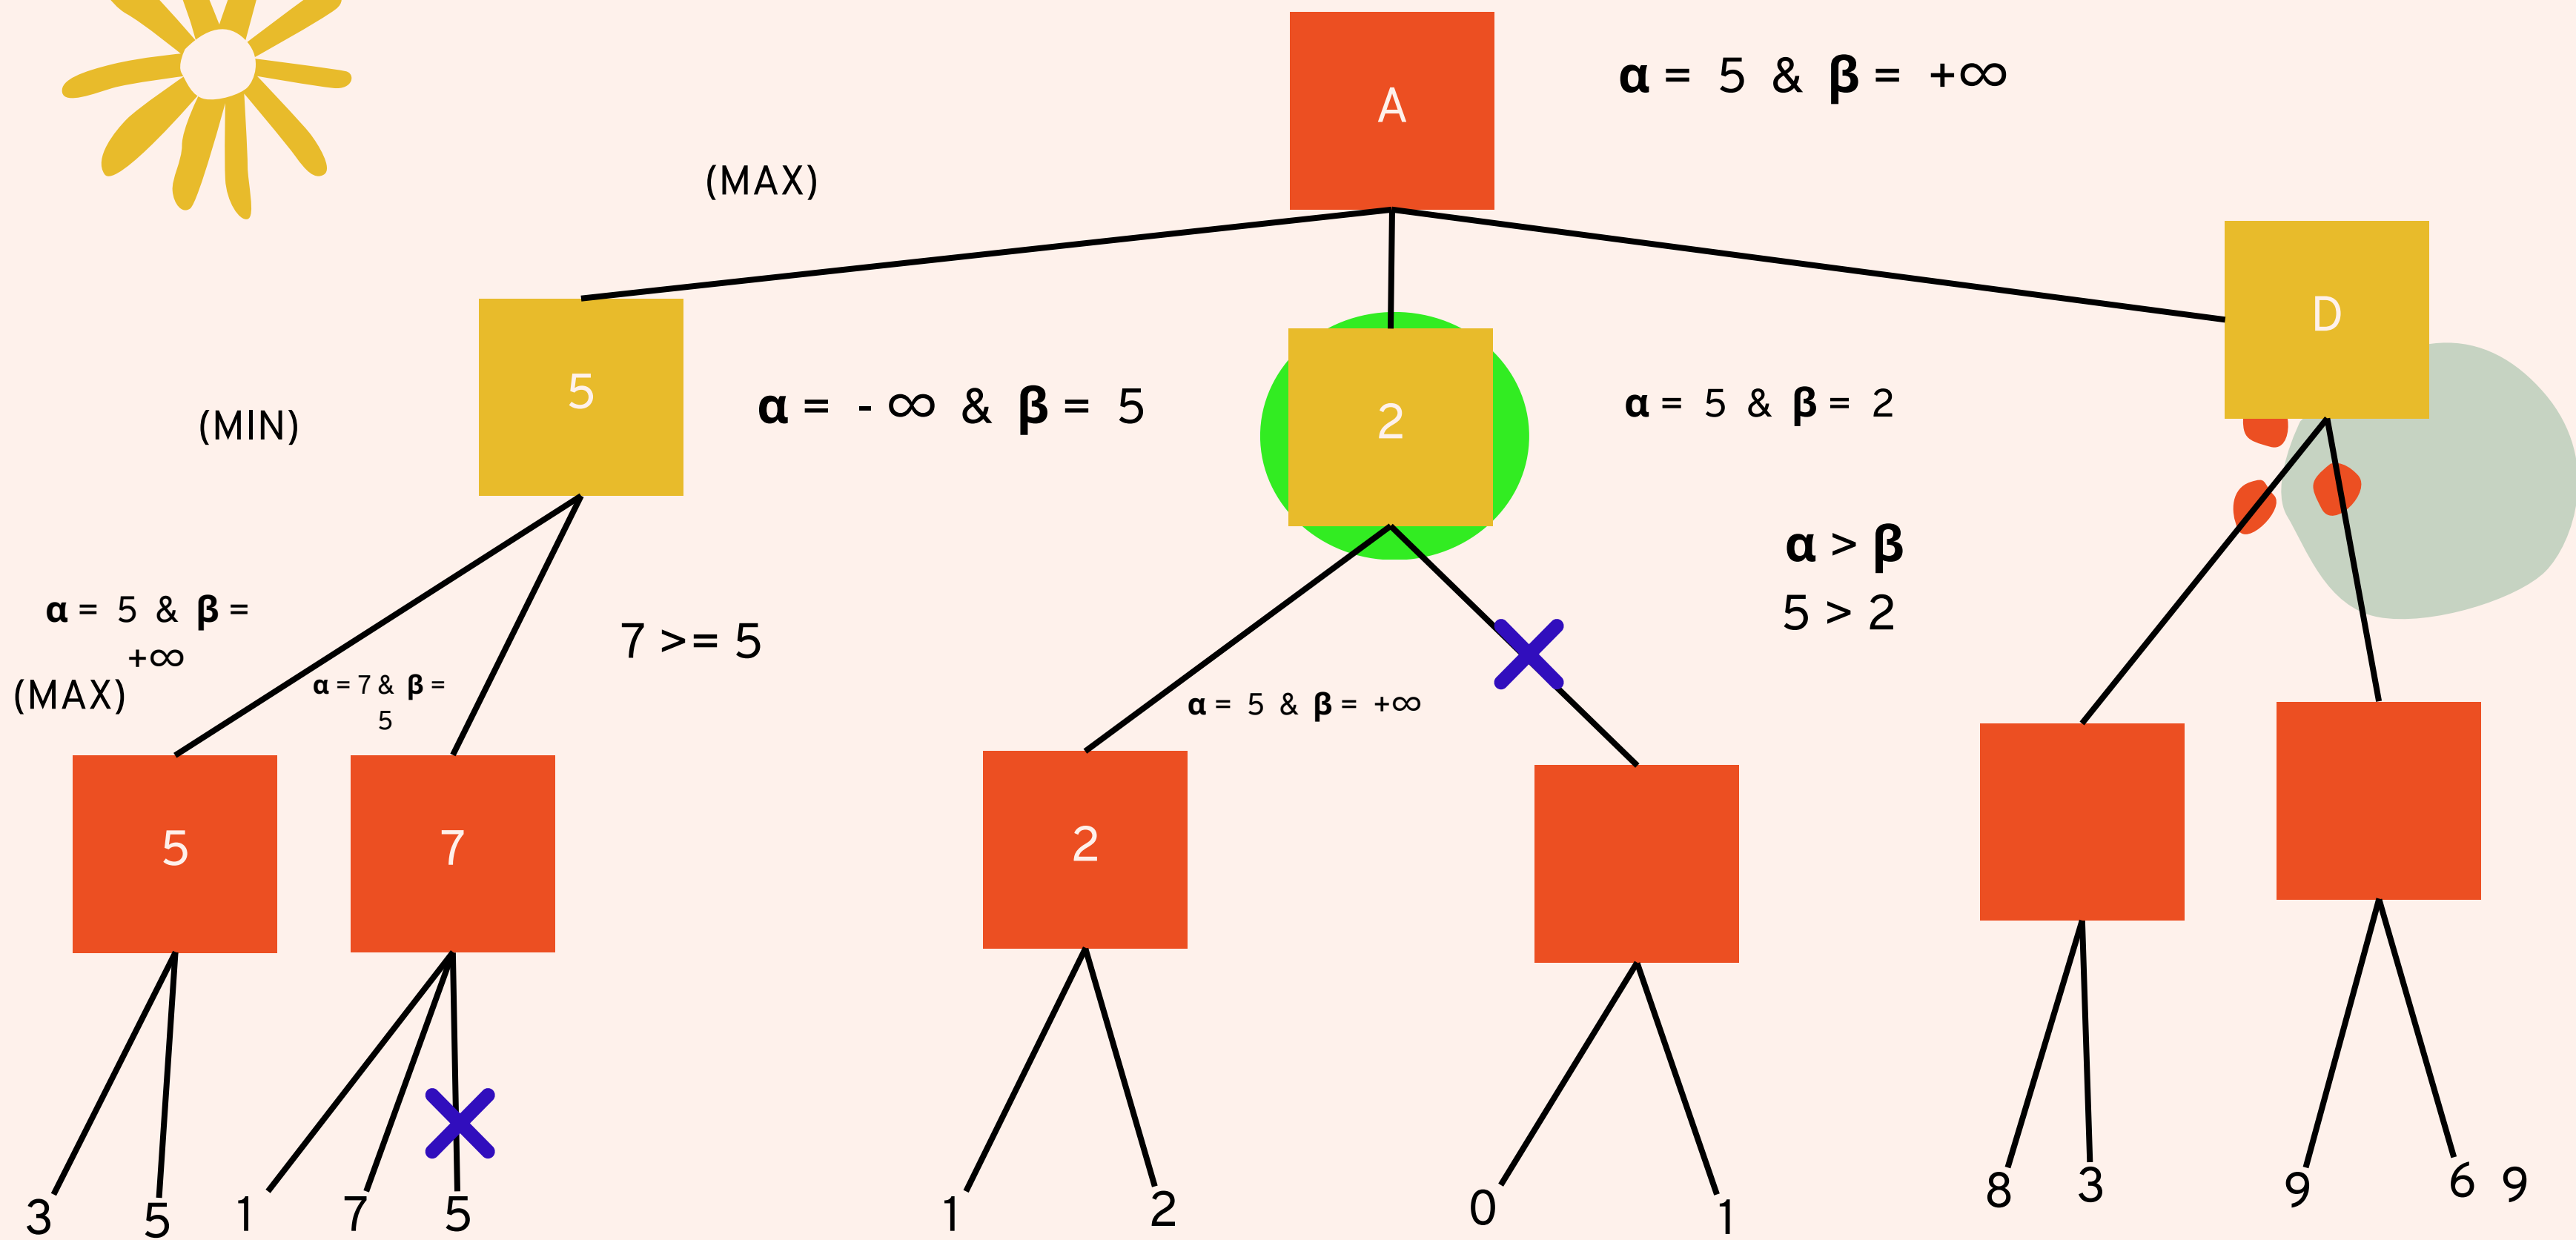 A
α = 5 & β = +∞
(MAX)
D
5
α = - ∞ & β = 5
2
α = 5 & β = 2
(MIN)
α > β
5 > 2
α = 5 & β =
+∞
7 >= 5
(MAX)
α = 7 & β =
5
α = 5 & β = +∞
5
7
2
3
5
1
7
5
1
2
0
1
8
3
9
6 9